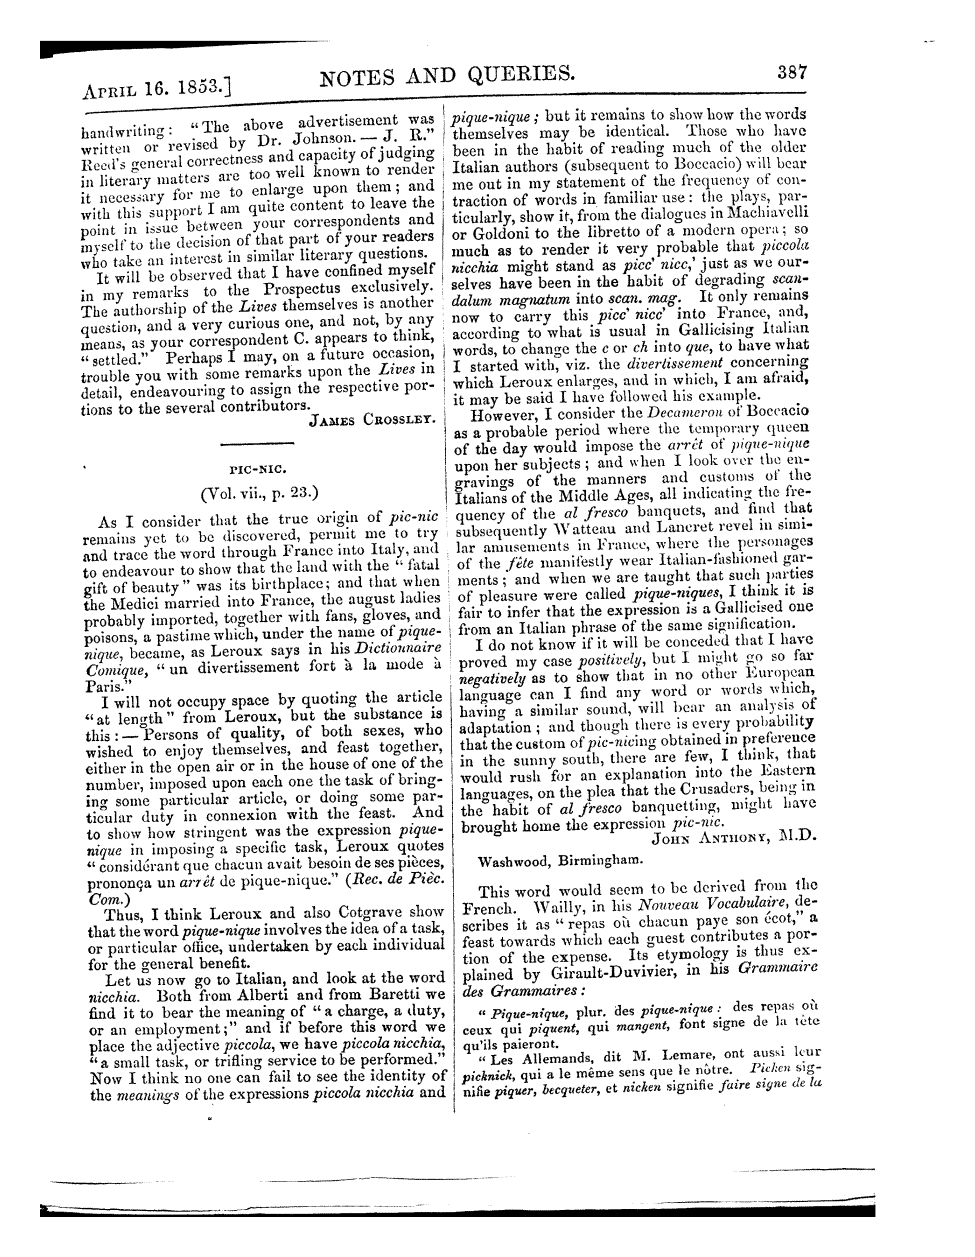 APRIL 16. 1853.]
NOTES AND QUERIES.
387
handwriting: "The above advertisement was
written or revised by Dr. Johnson. — J. R."
Reed's general correctness and capacity of judging
in literary matters are too well known to render
it necessary for me to enlarge upon them; and
with this support I am quite content to leave the
point in issue between your correspondents and
myself to the decision of that part of your readers
who take an interest in similar literary questions.
It will be observed that I have confined myself
in my remarks to the Prospectus exclusively.
The authorship of the Lives themselves is another
question, and a very curious one, and not, by any
means, as your correspondent C. appears to think,
"settled." Perhaps I may, on a future occasion,
trouble you with some remarks upon the Lives in
detail, endeavouring to assign the respective por-
tions to the several contributors.
JAMES CROSSLEY.
PIC-NIC.
(Vol. vii., p. 23.)
As I consider that the true origin of pic-nic
remains yet to be discovered, permit me to try
and trace the word through France into Italy, and
to endeavour to show that the land with the "fatal
gift of beauty" was its birthplace; and that when
the Medici married into France, the august ladies
probably imported, together with fans, gloves, and
poisons, a pastime which, under the name of pique-
nique, became, as Leroux says in his Dictionnaire
Comique, "un divertissement fort à la mode à
Paris."
I will not occupy space by quoting the article
"at length" from Leroux, but the substance is
this: — Persons of quality, of both sexes, who
wished to enjoy themselves, and feast together,
either in the open air or in the house of one of the
number, imposed upon each one the task of bring-
ing some particular article, or doing some par-
ticular duty in connexion with the feast. And
to show how stringent was the expression pique-
nique in imposing a specific task, Leroux quotes
"considérant que chacun avait besoin de ses pièces,
prononça un arrêt de pique-nique." (Rec. de Pièc.
Com.)
Thus, I think Leroux and also Cotgrave show
that the word pique-nique involves the idea of a task,
or particular office, undertaken by each individual
for the general benefit.
Let us now go to Italian, and look at the word
nicchia. Both from Alberti and from Baretti we
find it to bear the meaning of "a charge, a duty,
or an employment;" and if before this word we
place the adjective piccola, we have piccola nicchia,
"a small task, or trifling service to be performed."
Now I think no one can fail to see the identity of
the meanings of the expressions piccola nicchia and
pique-nique; but it remains to show how the words
themselves may be identical. Those who have
been in the habit of reading much of the older
Italian authors (subsequent to Boccacio) will bear
me out in my statement of the frequency of con-
traction of words in familiar use: the plays, par-
ticularly, show it, from the dialogues in Machiavelli
or Goldoni to the libretto of a modern opera; so
much as to render it very probable that piccola
nicchia might stand as picc' nicc,' just as we our-
selves have been in the habit of degrading scan-
dalum magnatum into scan. mag. It only remains
now to carry this picc' nicc' into France, and,
according to what is usual in Gallicising Italian
words, to change the c or ch into que, to have what
I started with, viz. the divertissement concerning
which Leroux enlarges, and in which, I am afraid,
it may be said I have followed his example.
However, I consider the Decameron of Boccacio
as a probable period where the temporary queen
of the day would impose the arrêt of pique-nique
upon her subjects; and when I look over the en-
gravings of the manners and customs of the
Italians of the Middle Ages, all indicating the fre-
quency of the al fresco banquets, and find that
subsequently Watteau and Lancret revel in simi-
lar amusements in France, where the personages
of the fête manifestly wear Italian-fashioned gar-
ments; and when we are taught that such parties
of pleasure were called pique-niques, I think it is
fair to infer that the expression is a Gallicised one
from an Italian phrase of the same signification.
I do not know if it will be conceded that I have
proved my case positively, but I might go so far
negatively as to show that in no other European
language can I find any word or words which,
having a similar sound, will bear an analysis of
adaptation; and though there is every probability
that the custom of pic-nicing obtained in preference
in the sunny south, there are few, I think, that
would rush for an explanation into the Eastern
languages, on the plea that the Crusaders, being in
the habit of al fresco banquetting, might have
brought home the expression pic-nic.
JOHN ANTHONY, M.D.
Washwood, Birmingham.
This word would seem to be derived from the
French. Wailly, in his Nouveau Vocabulaire, de-
scribes it as "repas où chacun paye son écot," a
feast towards which each guest contributes a por-
tion of the expense. Its etymology is thus ex-
plained by Girault-Duvivier, in his Grammaire
des Grammaires:
"Pique-nique, plur. des pique-nique: des repas où
ceux qui piquent, qui mangent, font signe de la tête
qu'ils paieront.
"Les Allemands, dit M. Lemare, ont aussi leur
picknick, qui a le même sens que le nôtre. Picken sig-
nifie piquer, becqueter, et nicken signifie faire signe de la